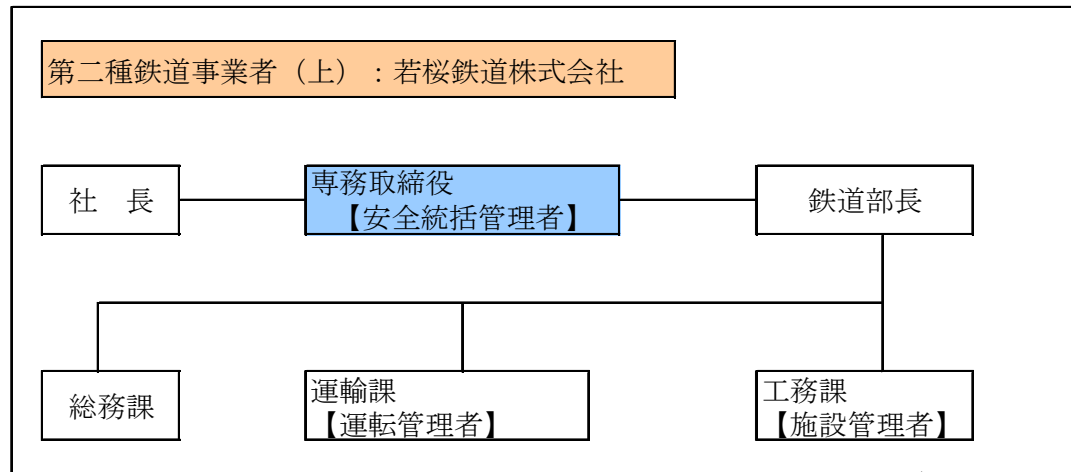 第二種鉄道事業者（上）：若桜鉄道株式会社
社　長
専務取締役
【安全統括管理者】
鉄道部長
総務課
運輸課
【運転管理者】
工務課
【施設管理者】